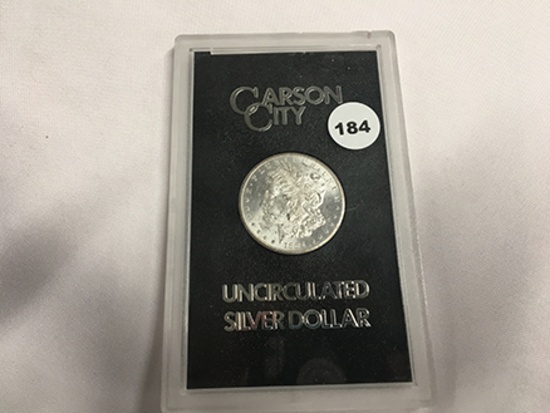 CARSON
CITY
184
UNCIRCULATED
SILVER DOLLAR